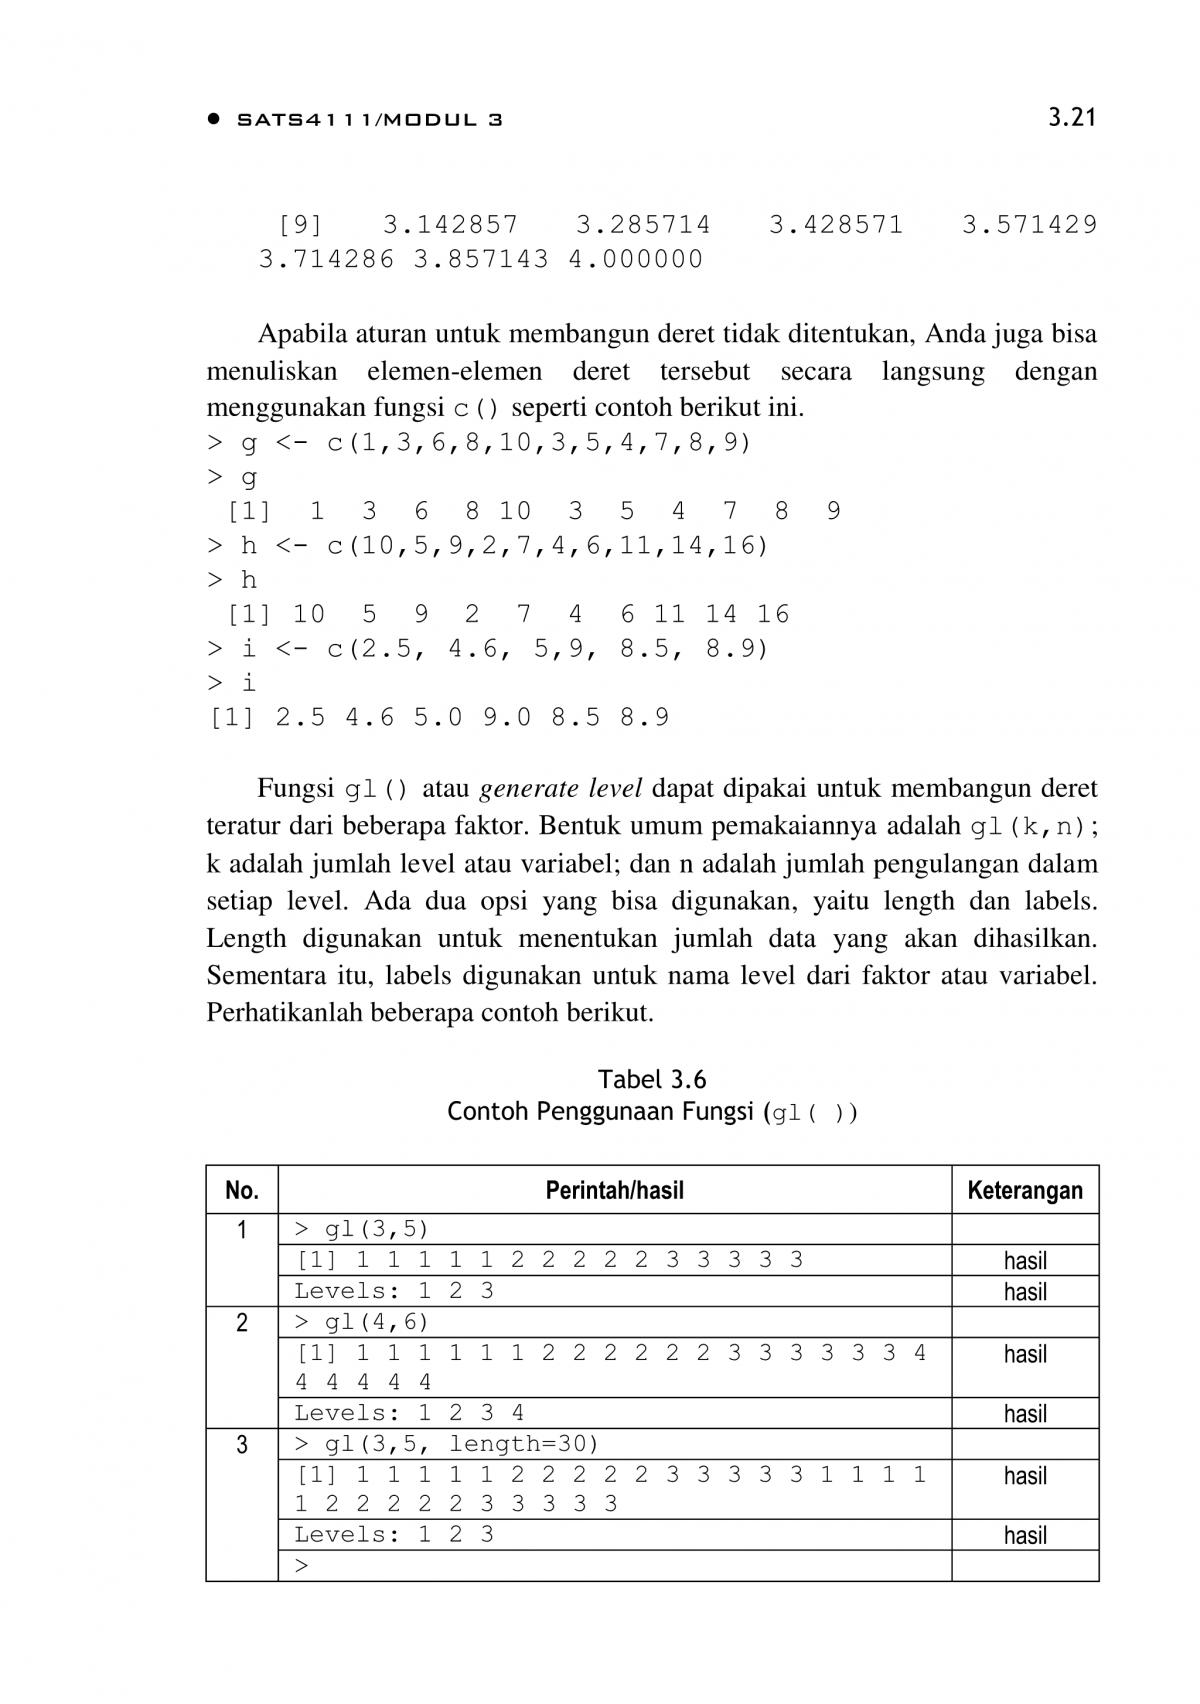 ● SATS4111/MODUL 3 3.21
[9] 3.142857 3.285714 3.428571 3.571429
3.714286 3.857143 4.000000
Apabila aturan untuk membangun deret tidak ditentukan, Anda juga bisa
menuliskan elemen-elemen deret tersebut secara langsung dengan
menggunakan fungsi c() seperti contoh berikut ini.
> g <- c(1,3,6,8,10,3,5,4,7,8,9)
> g
[1] 1 3 6 8 10 3 5 4 7 8 9
> h <- c(10,5,9,2,7,4,6,11,14,16)
> h
[1] 10 5 9 2 7 4 6 11 14 16
> i <- c(2.5, 4.6, 5,9, 8.5, 8.9)
> i
[1] 2.5 4.6 5.0 9.0 8.5 8.9
Fungsi gl() atau generate level dapat dipakai untuk membangun deret
teratur dari beberapa faktor. Bentuk umum pemakaiannya adalah gl(k,n);
k adalah jumlah level atau variabel; dan n adalah jumlah pengulangan dalam
setiap level. Ada dua opsi yang bisa digunakan, yaitu length dan labels.
Length digunakan untuk menentukan jumlah data yang akan dihasilkan.
Sementara itu, labels digunakan untuk nama level dari faktor atau variabel.
Perhatikanlah beberapa contoh berikut.
Tabel 3.6
Contoh Penggunaan Fungsi (gl( ))
No. Perintah/hasil Keterangan
1 > gl(3,5)
[1] 1 1 1 1 1 2 2 2 2 2 3 3 3 3 3 hasil
Levels: 1 2 3 hasil
2 > gl(4,6)
[1] 1 1 1 1 1 1 2 2 2 2 2 2 3 3 3 3 3 3 4 hasil
4 4 4 4 4
Levels: 1 2 3 4 hasil
3 > gl(3,5, length=30)
[1] 1 1 1 1 1 2 2 2 2 2 3 3 3 3 3 1 1 1 1 hasil
1 2 2 2 2 2 3 3 3 3 3
Levels: 1 2 3 hasil
>